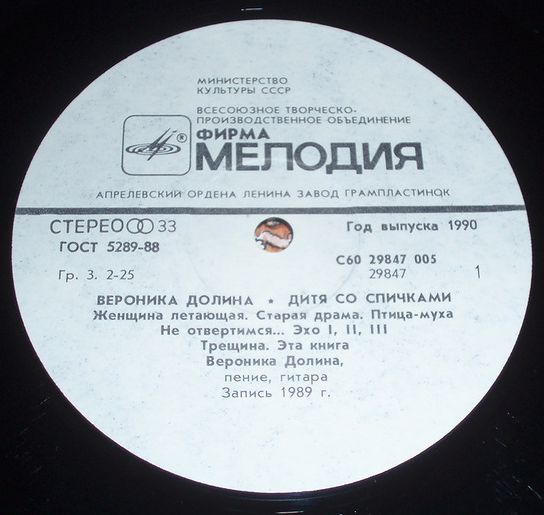 МИНИСТЕРСТВО
КУЛЬТУРЫ СССР
ВСЕСОЮЗНОЕ ТВОРЧЕСКО-
ПРОИЗВОДСТВЕННОЕ ОБЪЕДИНЕНИЕ
ФИРМА
®
МЕЛОДИЯ
АПРЕЛЕВСКИЙ ОРДЕНА ЛЕНИНА ЗАВОД ГРАМПЛАСТИНОК
СТЕРЕО 33
Год выпуска 1990
ГОСТ 5289-88
С60 29847 005
Гр. 3. 2-25
29847
1
ВЕРОНИКА ДОЛИНА ★ ДИТЯ СО СПИЧКАМИ
Женщина летающая. Старая драма. Птица-муха
Не отвертимся... Эхо I, II, III
Трещина. Эта книга
Вероника Долина,
пение, гитара
Запись 1989 г.